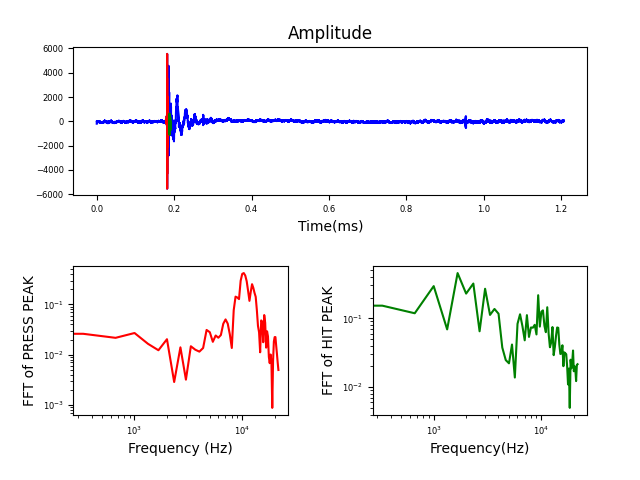 Amplitude
6000
4000
2000
0
−2000
−4000
−6000
0.0 0.2 0.4 0.6 0.8 1.0 1.2
Time(ms)
FFT of PRESS PEAK
10⁻¹
10⁻²
10⁻³
10³ 10⁴
Frequency (Hz)
FFT of HIT PEAK
10⁻¹
10⁻²
10³ 10⁴
Frequency(Hz)